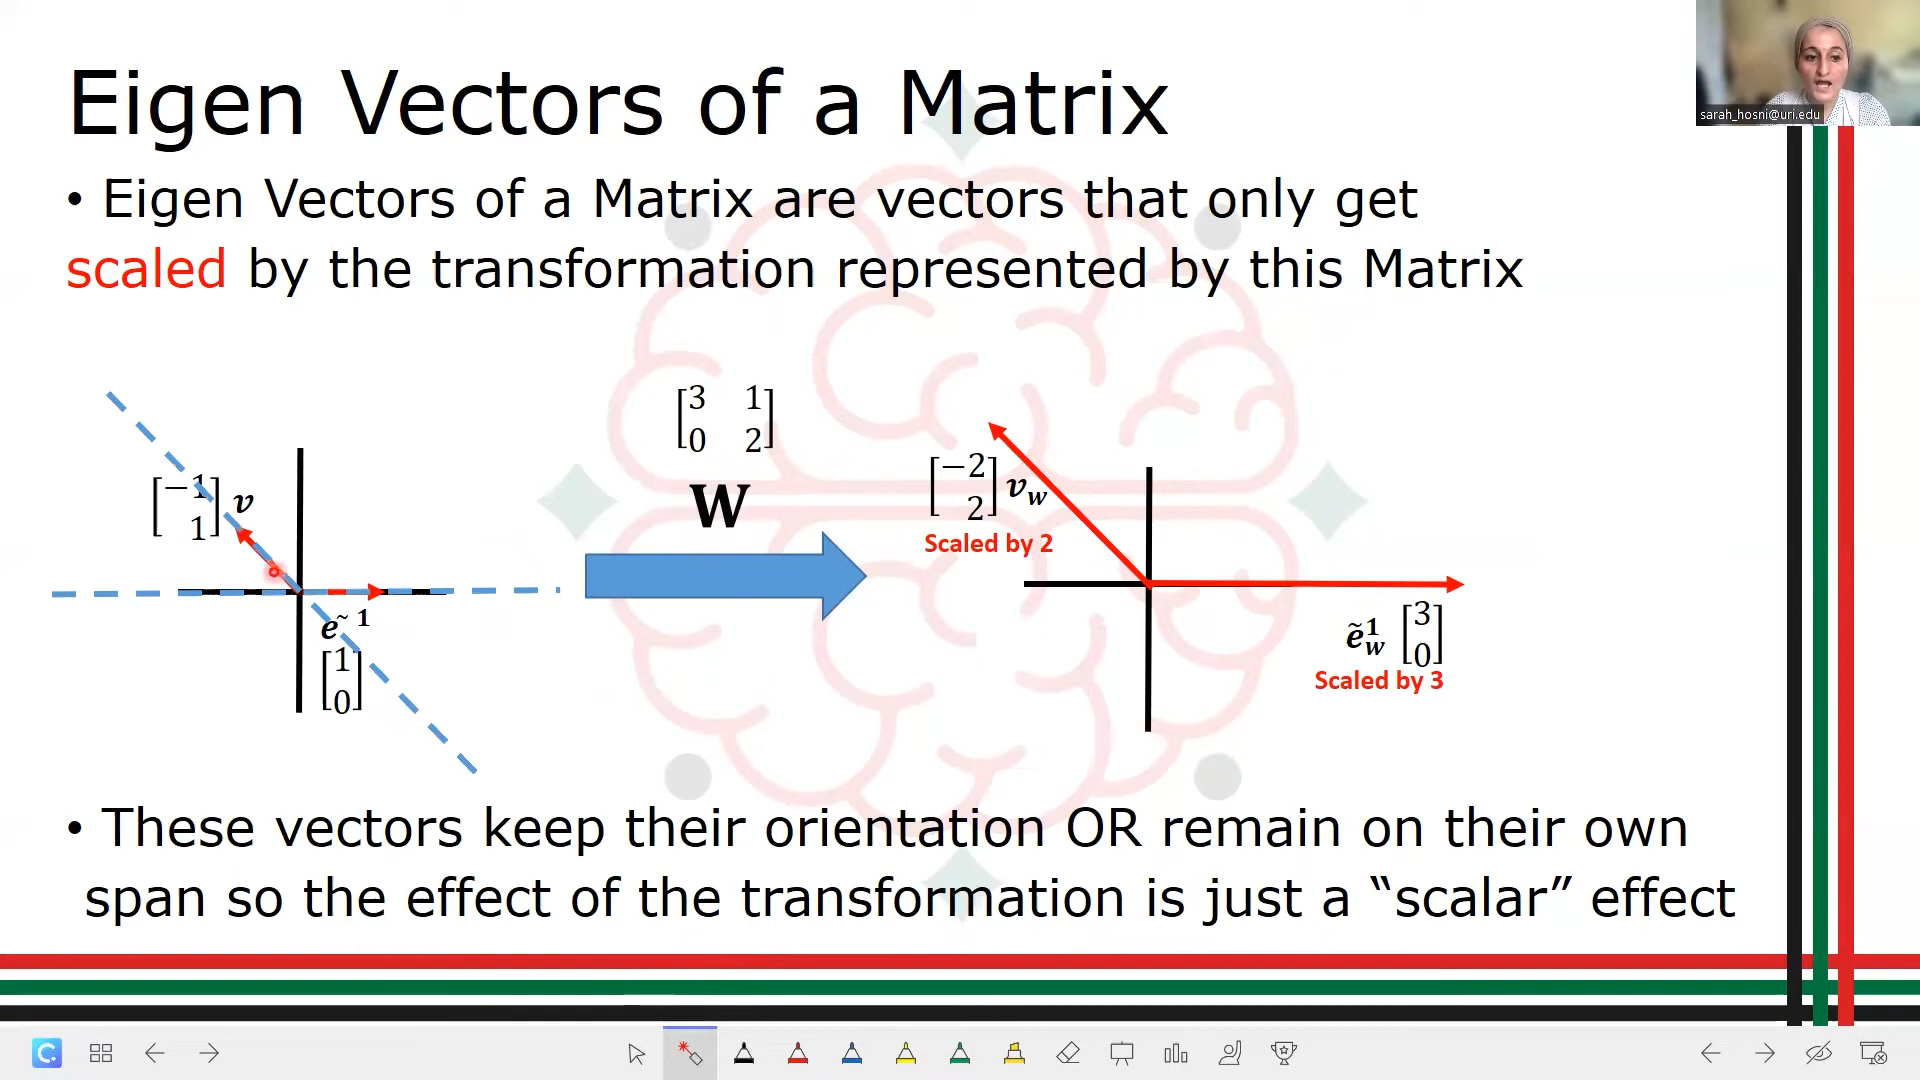 Eigen Vectors of a Matrix
sarah_hosni@uri.edu
• Eigen Vectors of a Matrix are vectors that only get
scaled by the transformation represented by this Matrix
[3 1
0 2]
W
[−1
1] v
ẽ 1
[1
0]
[−2
2] v_w
Scaled by 2
ẽ_w^1 [3
0]
Scaled by 3
• These vectors keep their orientation OR remain on their own
span so the effect of the transformation is just a “scalar” effect